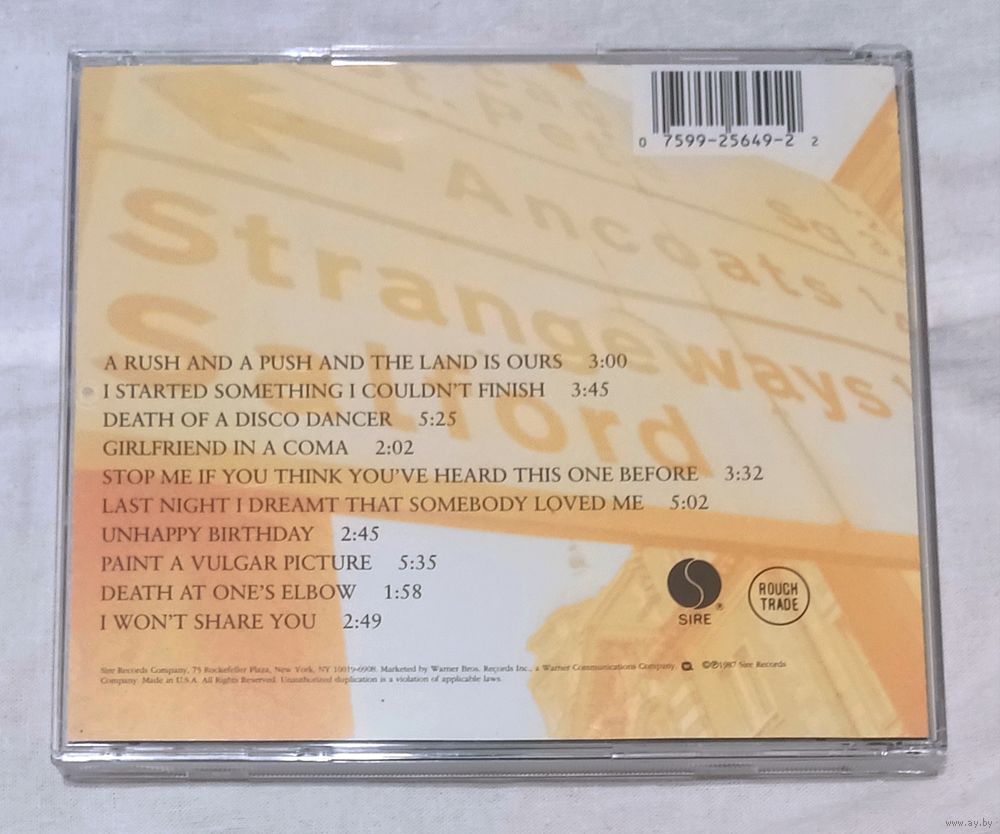 0 7599-25649-2 2
Ancoats
Sq
Strangeways
Salford
A RUSH AND A PUSH AND THE LAND IS OURS 3:00
I STARTED SOMETHING I COULDN'T FINISH 3:45
DEATH OF A DISCO DANCER 5:25
GIRLFRIEND IN A COMA 2:02
STOP ME IF YOU THINK YOU'VE HEARD THIS ONE BEFORE 3:32
LAST NIGHT I DREAMT THAT SOMEBODY LOVED ME 5:02
UNHAPPY BIRTHDAY 2:45
PAINT A VULGAR PICTURE 5:35
DEATH AT ONE'S ELBOW 1:58
I WON'T SHARE YOU 2:49
SIRE ®
ROUGH
TRADE
Sire Records Company, 75 Rockefeller Plaza, New York, NY 10019-6908. Marketed by Warner Bros. Records Inc., a Warner Communications Company. ©℗1987 Sire Records
Company. Made in U.S.A. All Rights Reserved. Unauthorized duplication is a violation of applicable laws.
www.ay.by